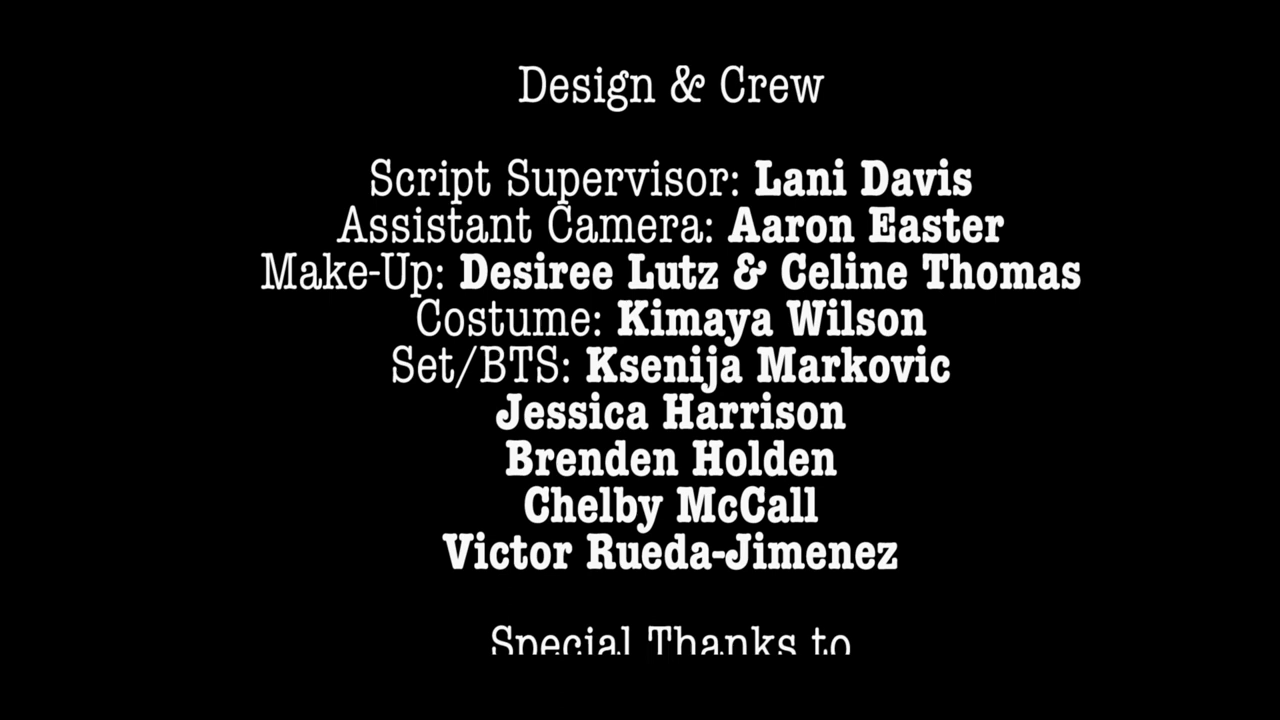 Design & Crew
Script Supervisor: Lani Davis
Assistant Camera: Aaron Easter
Make-Up: Desiree Lutz & Celine Thomas
Costume: Kimaya Wilson
Set/BTS: Ksenija Markovic
Jessica Harrison
Brenden Holden
Chelby McCall
Victor Rueda-Jimenez
Special Thanks to